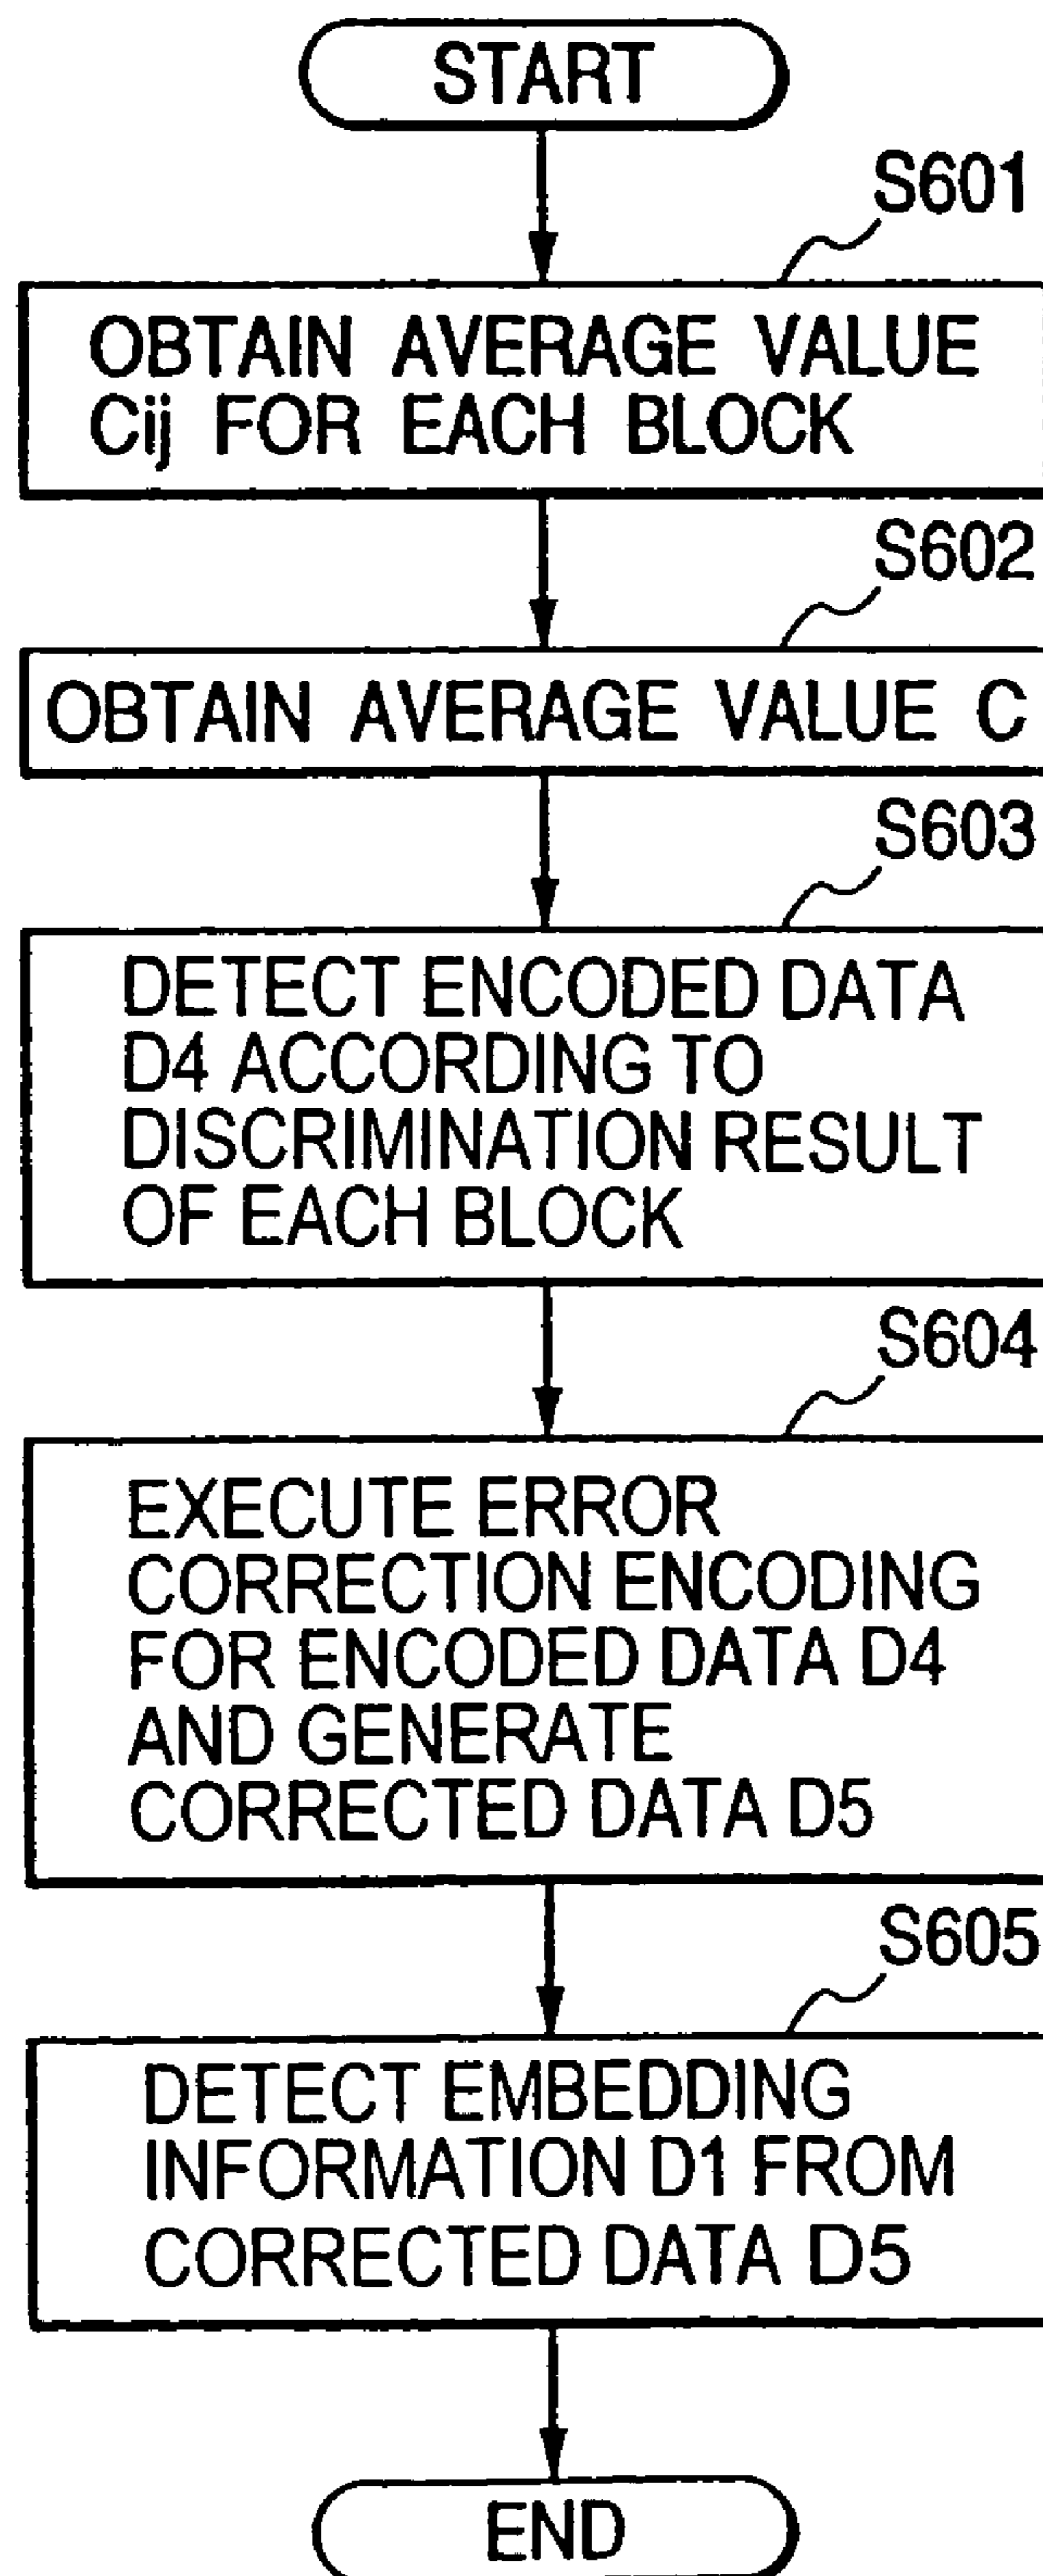 START
S601
OBTAIN AVERAGE VALUE
Cij FOR EACH BLOCK
S602
OBTAIN AVERAGE VALUE C
S603
DETECT ENCODED DATA
D4 ACCORDING TO
DISCRIMINATION RESULT
OF EACH BLOCK
S604
EXECUTE ERROR
CORRECTION ENCODING
FOR ENCODED DATA D4
AND GENERATE
CORRECTED DATA D5
S605
DETECT EMBEDDING
INFORMATION D1 FROM
CORRECTED DATA D5
END